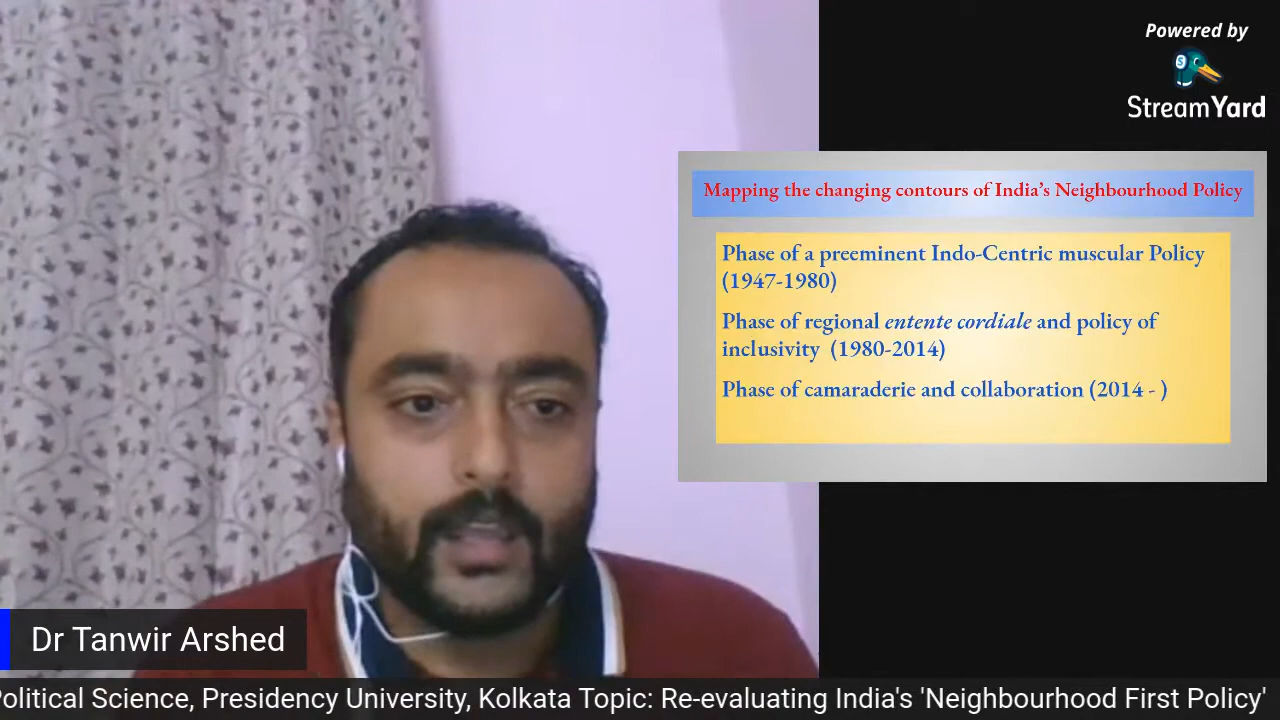 Powered by
StreamYard
Mapping the changing contours of India's Neighbourhood Policy
Phase of a preeminent Indo-Centric muscular Policy
(1947-1980)
Phase of regional entente cordiale and policy of
inclusivity (1980-2014)
Phase of camaraderie and collaboration (2014 - )
Dr Tanwir Arshed
Political Science, Presidency University, Kolkata Topic: Re-evaluating India's 'Neighbourhood First Policy'